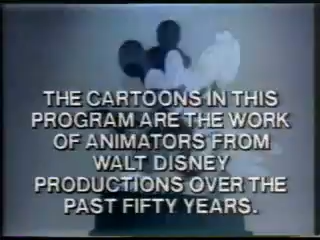 THE CARTOONS IN THIS
PROGRAM ARE THE WORK
OF ANIMATORS FROM
WALT DISNEY
PRODUCTIONS OVER THE
PAST FIFTY YEARS.